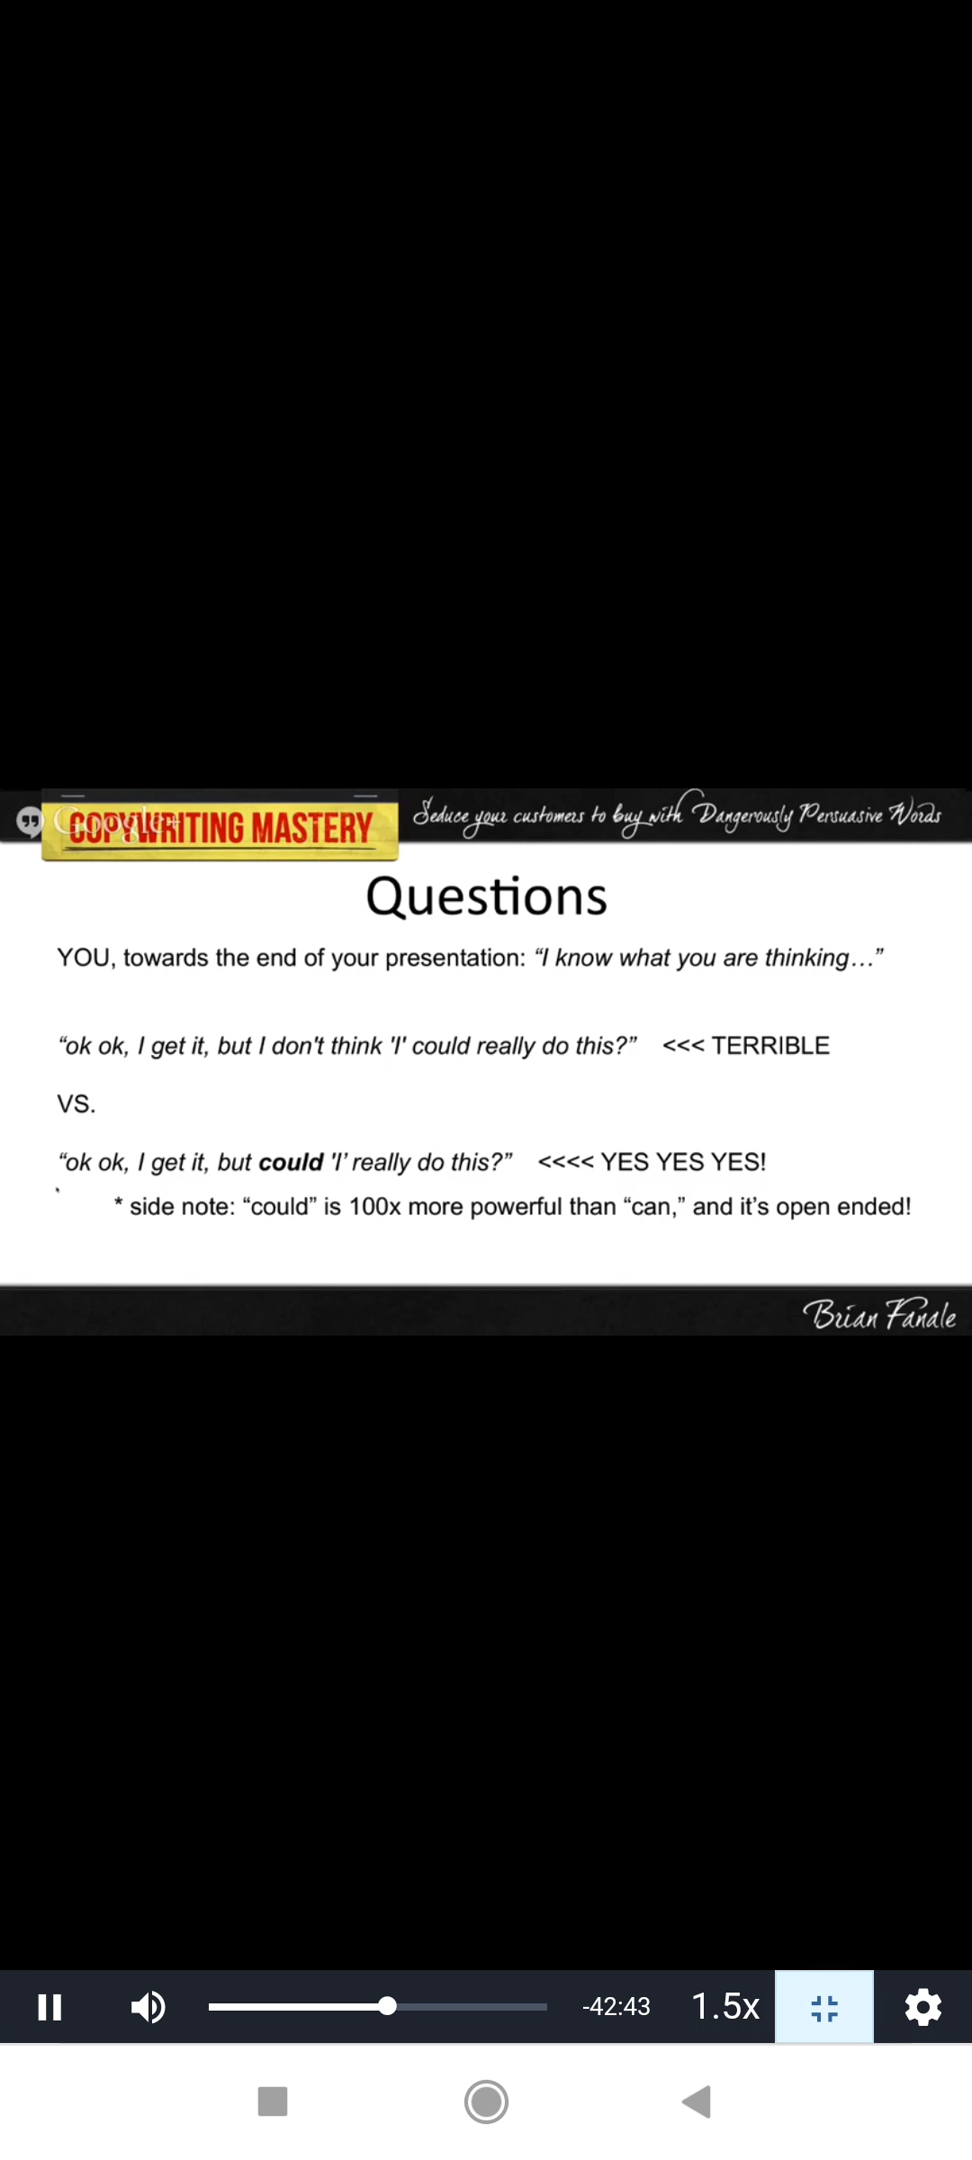 Google+
COPYWRITING MASTERY
Seduce your customers to buy with Dangerously Persuasive Words
Questions
YOU, towards the end of your presentation: “I know what you are thinking…”
“ok ok, I get it, but I don't think 'I' could really do this?” <<< TERRIBLE
VS.
“ok ok, I get it, but could 'I’ really do this?” <<<< YES YES YES!
* side note: “could” is 100x more powerful than “can,” and it’s open ended!
Brian Fanale
-42:43 1.5x